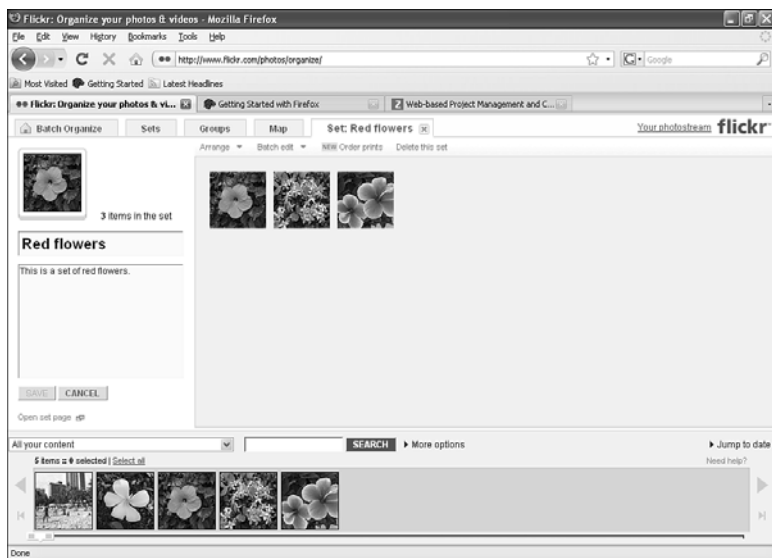 Flickr: Organize your photos & videos - Mozilla Firefox
File Edit View History Bookmarks Tools Help
http://www.flickr.com/photos/organize/
Google
Most Visited Getting Started Latest Headlines
Flickr: Organize your photos & vi... Getting Started with Firefox Web-based Project Management and C...
Batch Organize Sets Groups Map Set: Red flowers Your photostream flickr
Arrange Batch edit NEW Order prints Delete this set
3 items in the set
Red flowers
This is a set of red flowers.
SAVE CANCEL
Open set page
All your content SEARCH More options Jump to date
5 items selected | Select all Need help?
Done